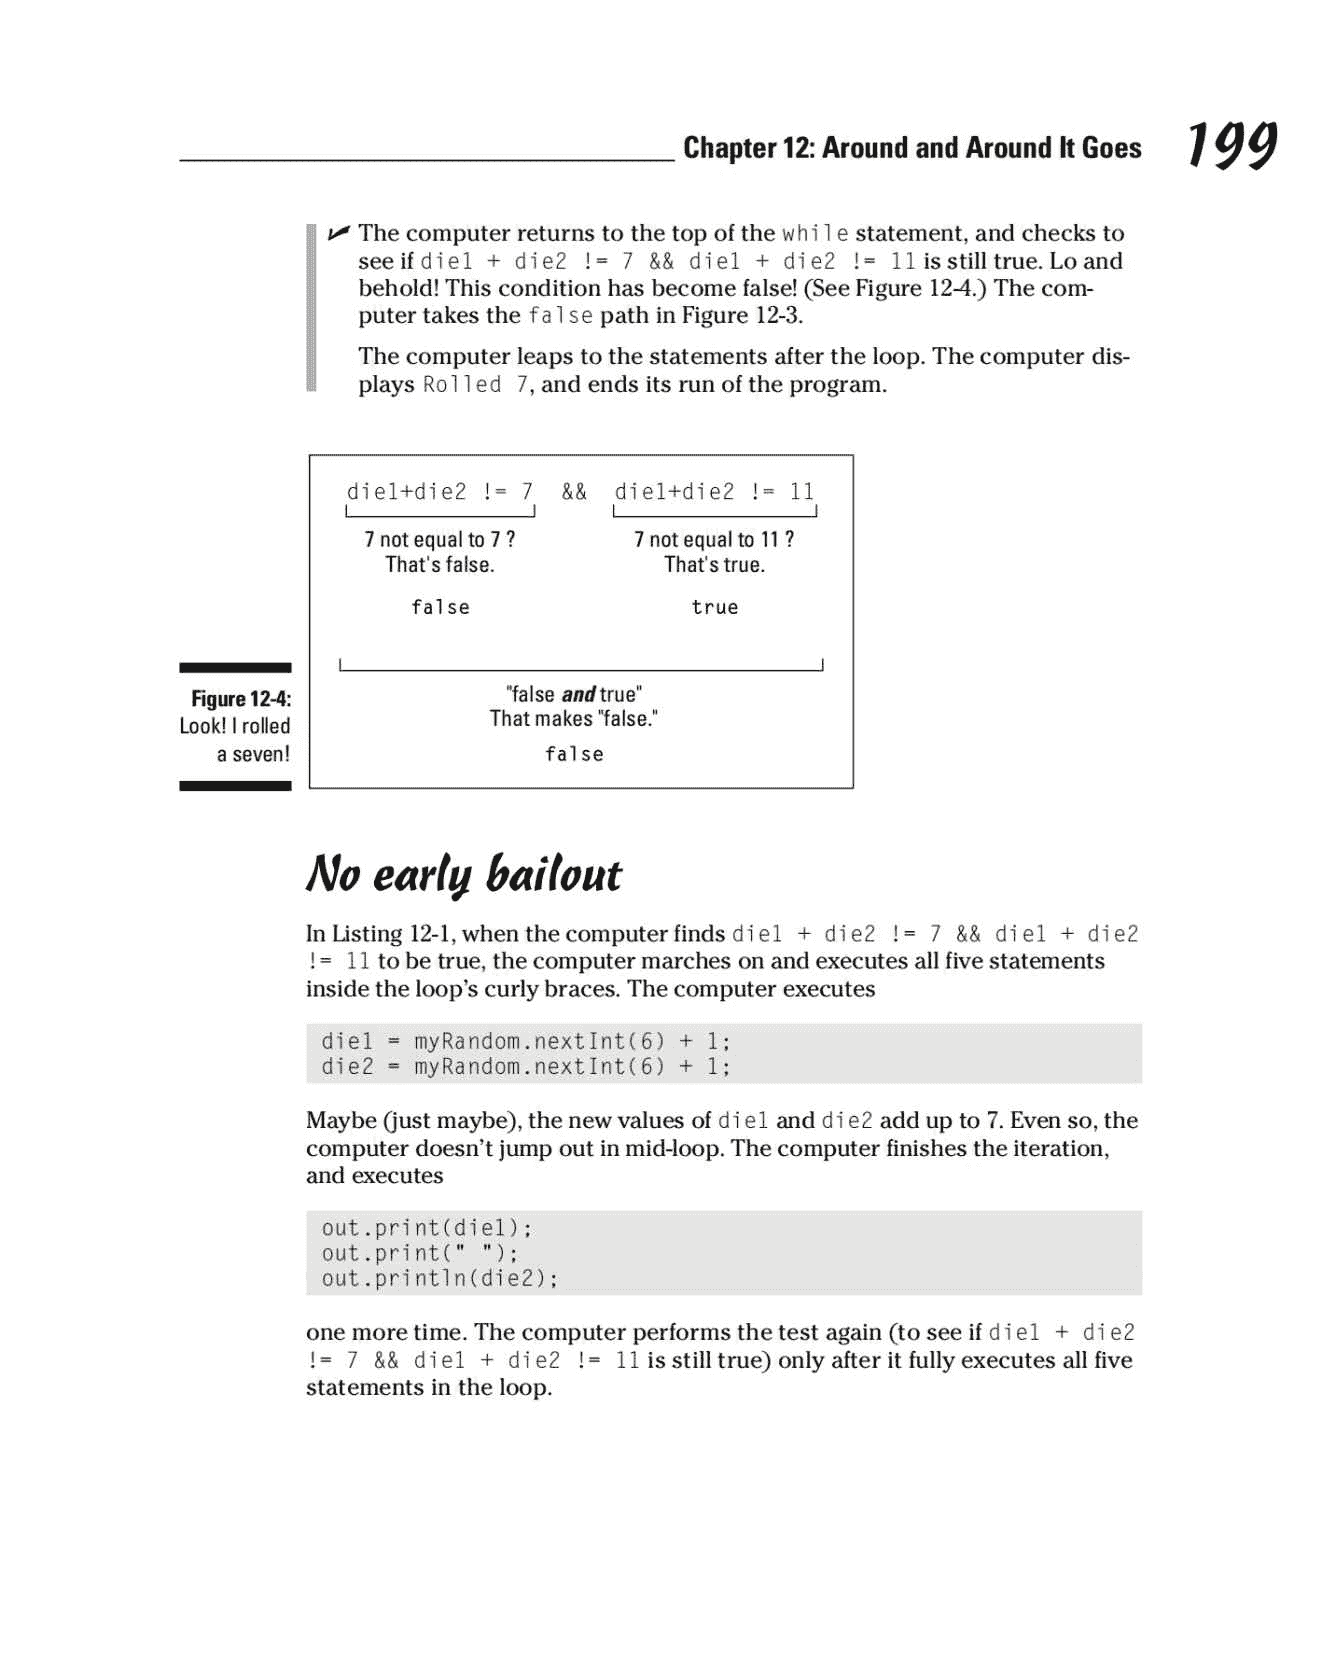 Chapter 12: Around and Around It Goes 199
The computer returns to the top of the while statement, and checks to
see if die1 + die2 != 7 && die1 + die2 != 11 is still true. Lo and
behold! This condition has become false! (See Figure 12-4.) The com-
puter takes the false path in Figure 12-3.
The computer leaps to the statements after the loop. The computer dis-
plays Rolled 7, and ends its run of the program.
die1+die2 != 7 && die1+die2 != 11
7 not equal to 7 ? 7 not equal to 11 ?
That's false. That's true.
false true
"false and true"
That makes "false."
false
Figure 12-4:
Look! I rolled
a seven!
No early bailout
In Listing 12-1, when the computer finds die1 + die2 != 7 && die1 + die2
!= 11 to be true, the computer marches on and executes all five statements
inside the loop's curly braces. The computer executes
die1 = myRandom.nextInt(6) + 1;
die2 = myRandom.nextInt(6) + 1;
Maybe (just maybe), the new values of die1 and die2 add up to 7. Even so, the
computer doesn't jump out in mid-loop. The computer finishes the iteration,
and executes
out.print(die1);
out.print(" ");
out.println(die2);
one more time. The computer performs the test again (to see if die1 + die2
!= 7 && die1 + die2 != 11 is still true) only after it fully executes all five
statements in the loop.